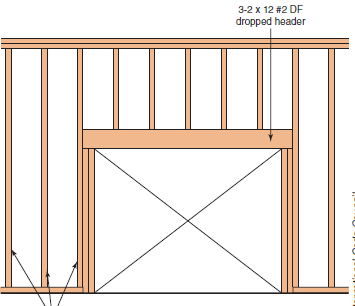 3-2 x 12 #2 DF
dropped header